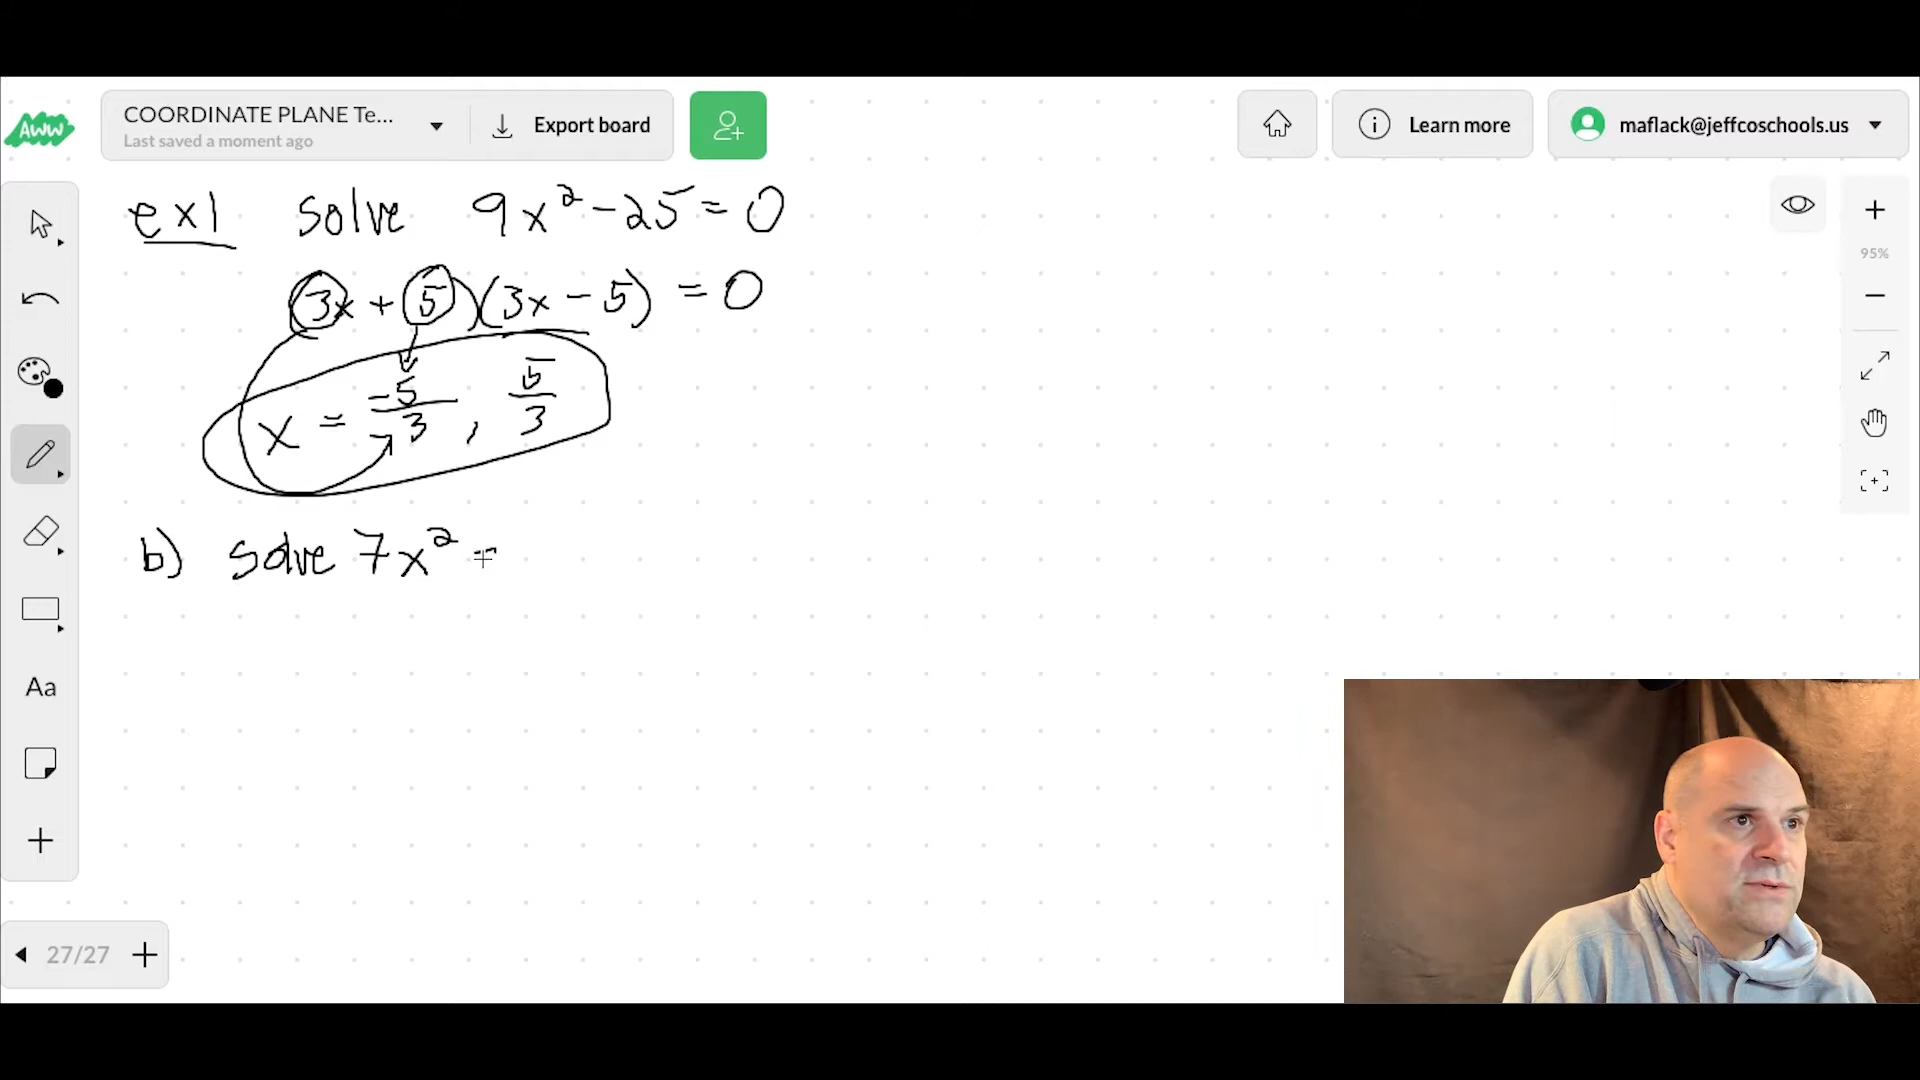 AWW
COORDINATE PLANE Te...
Last saved a moment ago
Export board
Learn more
maflack@jeffcoschools.us
ex1 solve 9x² - 25 = 0
(3x + 5)(3x - 5) = 0
x = -5/3, 5/3
b) solve 7x²
95%
Aa
27/27